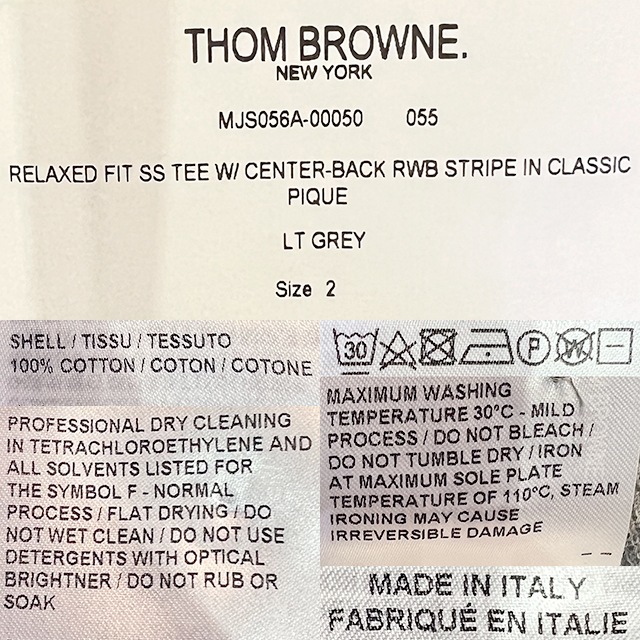 THOM BROWNE.
NEW YORK
MJS056A-00050 055
RELAXED FIT SS TEE W/ CENTER-BACK RWB STRIPE IN CLASSIC
PIQUE
LT GREY
Size 2
SHELL / TISSU / TESSUTO
100% COTTON / COTON / COTONE
PROFESSIONAL DRY CLEANING
IN TETRACHLOROETHYLENE AND
ALL SOLVENTS LISTED FOR
THE SYMBOL F - NORMAL
PROCESS / FLAT DRYING / DO
NOT WET CLEAN / DO NOT USE
DETERGENTS WITH OPTICAL
BRIGHTNER / DO NOT RUB OR
SOAK
30 P W
MAXIMUM WASHING
TEMPERATURE 30°C - MILD
PROCESS / DO NOT BLEACH /
DO NOT TUMBLE DRY / IRON
AT MAXIMUM SOLE PLATE
TEMPERATURE OF 110°C, STEAM
IRONING MAY CAUSE
IRREVERSIBLE DAMAGE
- -
MADE IN ITALY
FABRIQUÉ EN ITALIE